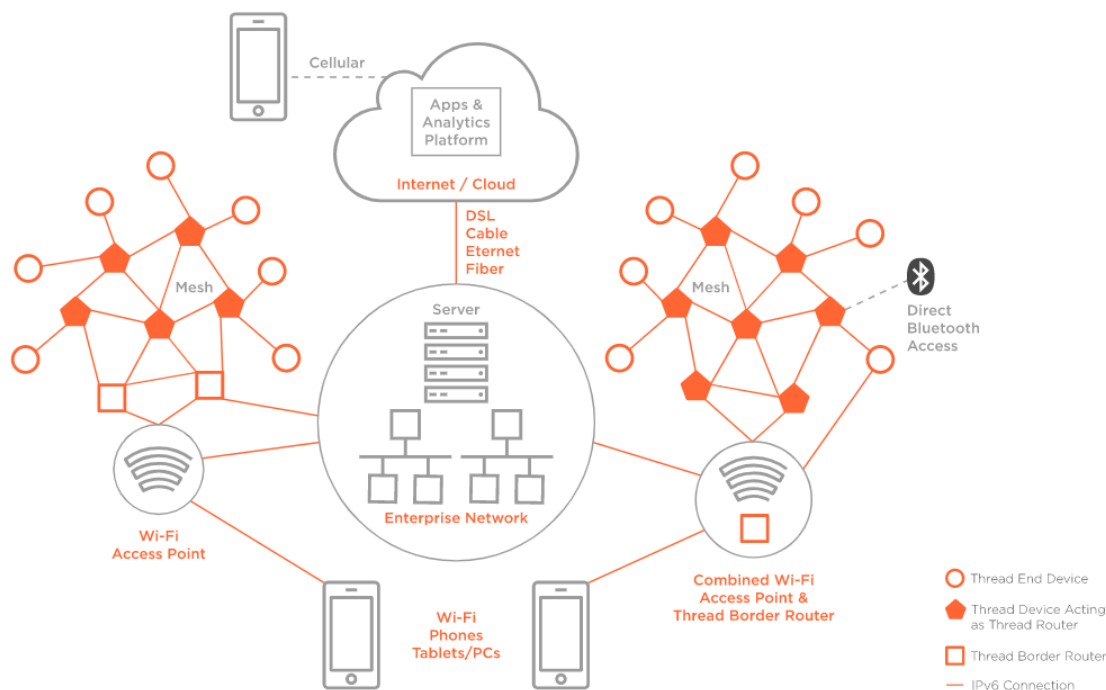 Cellular
Apps &
Analytics
Platform
Internet / Cloud
DSL
Cable
Eternet
Fiber
Mesh
Server
Mesh
Direct
Bluetooth
Access
Enterprise Network
Wi-Fi
Access Point
Wi-Fi
Phones
Tablets/PCs
Combined Wi-Fi
Access Point &
Thread Border Router
Thread End Device
Thread Device Acting
as Thread Router
Thread Border Router
IPv6 Connection